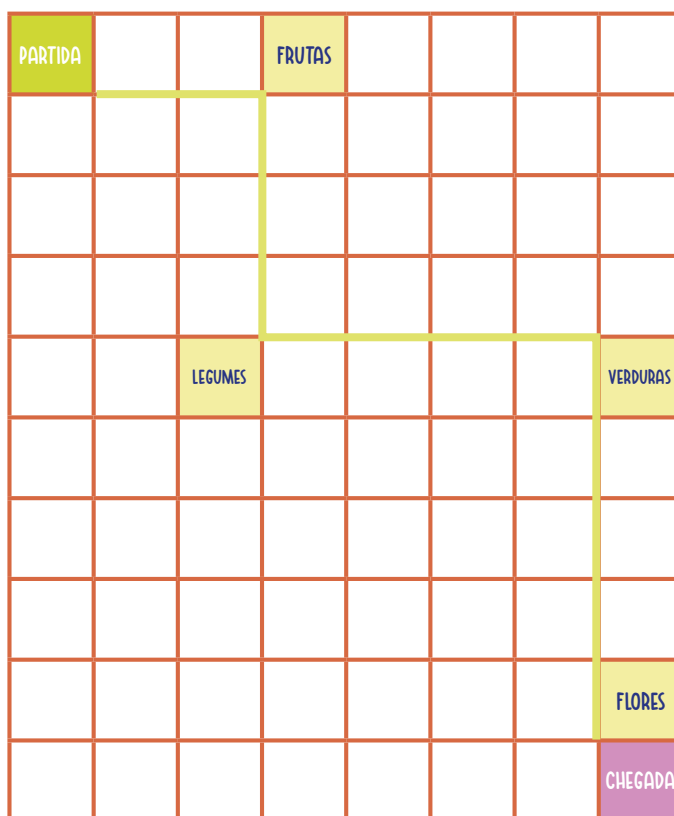 PARTIDA
FRUTAS
LEGUMES
VERDURAS
FLORES
CHEGADA